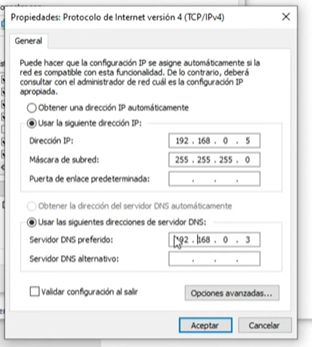 Propiedades: Protocolo de Internet versión 4 (TCP/IPv4)
General
Puede hacer que la configuración IP se asigne automáticamente si la
red es compatible con esta funcionalidad. De lo contrario, deberá
consultar con el administrador de red cuál es la configuración IP
apropiada.
Obtener una dirección IP automáticamente
Usar la siguiente dirección IP:
Dirección IP: 192 . 168 . 0 . 5
Máscara de subred: 255 . 255 . 255 . 0
Puerta de enlace predeterminada: . . .
Obtener la dirección del servidor DNS automáticamente
Usar las siguientes direcciones de servidor DNS:
Servidor DNS preferido: 192 . 168 . 0 . 3
Servidor DNS alternativo: . . .
Validar configuración al salir
Opciones avanzadas...
Aceptar Cancelar